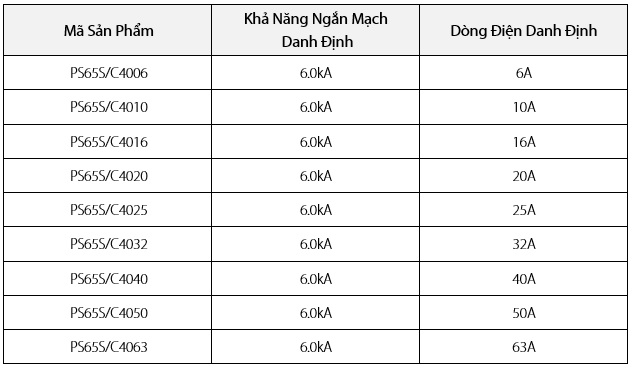 Mã Sản Phẩm Khả Năng Ngắn Mạch Danh Định Dòng Điện Danh Định
PS65S/C4006 6.0kA 6A
PS65S/C4010 6.0kA 10A
PS65S/C4016 6.0kA 16A
PS65S/C4020 6.0kA 20A
PS65S/C4025 6.0kA 25A
PS65S/C4032 6.0kA 32A
PS65S/C4040 6.0kA 40A
PS65S/C4050 6.0kA 50A
PS65S/C4063 6.0kA 63A